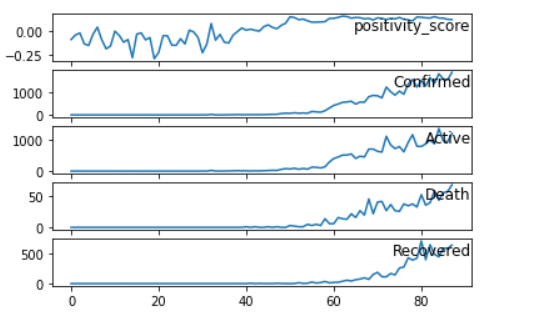 0.00
positivity_score
−0.25
Confirmed
1000
0
Active
1000
0
Death
50
0
Recovered
500
0
0 20 40 60 80